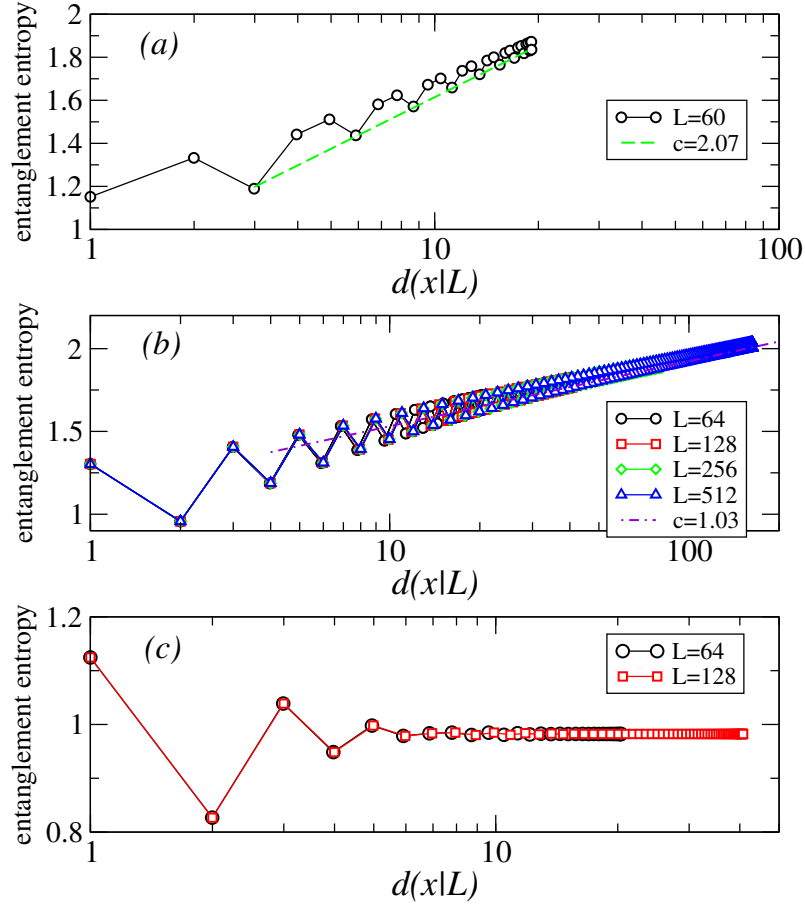 2
(a)
1.8
1.6
1.4
1.2
1
entanglement entropy
L=60
c=2.07
1 10 100
d(x|L)
(b)
2
1.5
1
entanglement entropy
L=64
L=128
L=256
L=512
c=1.03
1 10 100
d(x|L)
1.2
(c)
1
0.8
entanglement entropy
L=64
L=128
1 10
d(x|L)